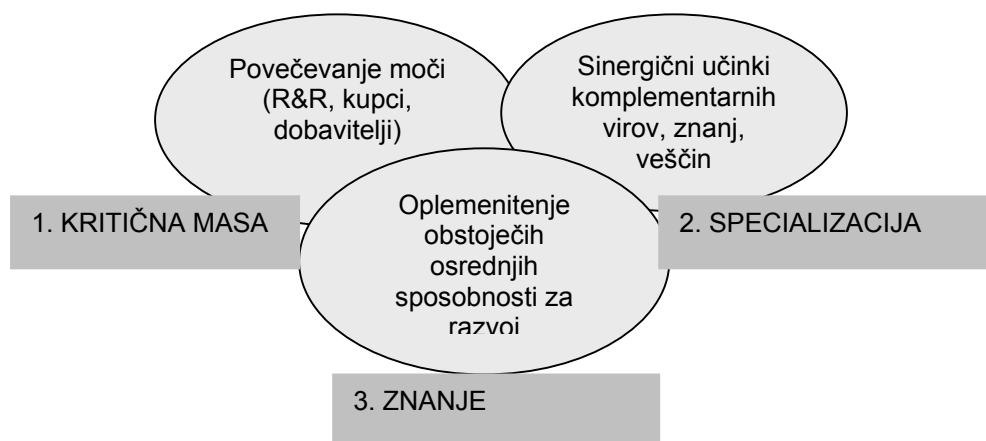 Povečevanje moči
(R&R, kupci,
dobavitelji)
Sinergični učinki
komplementarnih
virov, znanj,
veščin
1. KRITIČNA MASA
Oplemenitenje
obstoječih
osrednjih
sposobnosti za
razvoj
2. SPECIALIZACIJA
3. ZNANJE